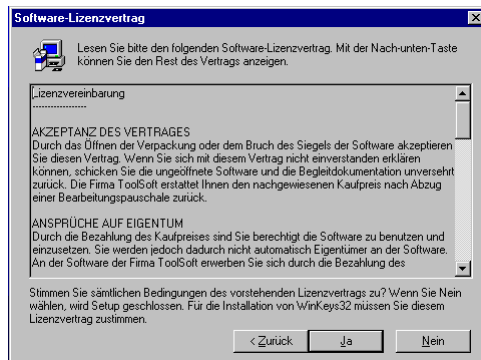 Software-Lizenzvertrag
Lesen Sie bitte den folgenden Software-Lizenzvertrag. Mit der Nach-unten-Taste
können Sie den Rest des Vertrags anzeigen.
Lizenzvereinbarung
-----------------
AKZEPTANZ DES VERTRAGES
Durch das Öffnen der Verpackung oder dem Bruch des Siegels der Software akzeptieren
Sie diesen Vertrag. Wenn Sie sich mit diesem Vertrag nicht einverstanden erklären
können, schicken Sie die ungeöffnete Software und die Begleitdokumentation unversehrt
zurück. Die Firma ToolSoft erstattet Ihnen den nachgewiesenen Kaufpreis nach Abzug
einer Bearbeitungspauschale zurück.
ANSPRÜCHE AUF EIGENTUM
Durch die Bezahlung des Kaufpreises sind Sie berechtigt die Software zu benutzen und
einzusetzen. Sie werden jedoch dadurch nicht automatisch Eigentümer an der Software.
An der Software der Firma ToolSoft erwerben Sie sich durch die Bezahlung des
Stimmen Sie sämtlichen Bedingungen des vorstehenden Lizenzvertrags zu? Wenn Sie Nein
wählen, wird Setup geschlossen. Für die Installation von WinKeys32 müssen Sie diesem
Lizenzvertrag zustimmen.
< Zurück Ja Nein